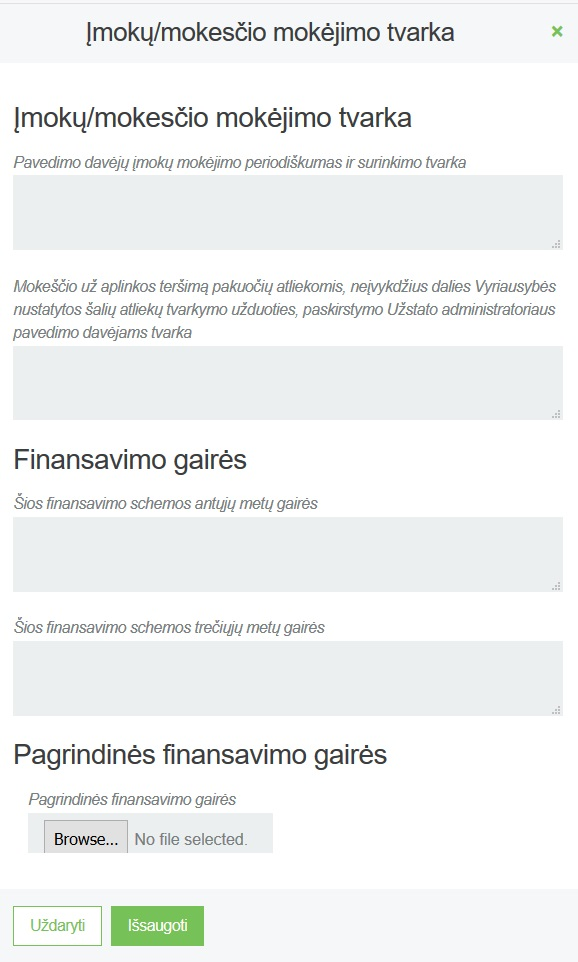 Įmokų/mokesčio mokėjimo tvarka ×
Įmokų/mokesčio mokėjimo tvarka
Pavedimo davėjų įmokų mokėjimo periodiškumas ir surinkimo tvarka
Mokeščio už aplinkos teršimą pakuočių atliekomis, neįvykdžius dalies Vyriausybės
nustatytos šalių atliekų tvarkymo užduoties, paskirstymo Užstato administratoriaus
pavedimo davėjams tvarka
Finansavimo gairės
Šios finansavimo schemos antųjų metų gairės
Šios finansavimo schemos trečiųjų metų gairės
Pagrindinės finansavimo gairės
Pagrindinės finansavimo gairės
Browse... No file selected.
Uždaryti Išsaugoti